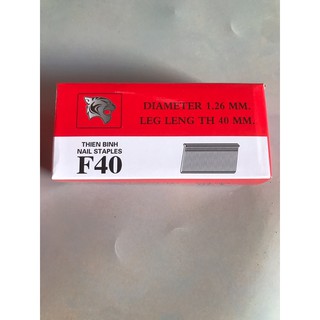 DIAMETER 1.26 MM.
LEG LENG TH 40 MM.
THIEN BINH
NAIL STAPLES
F40